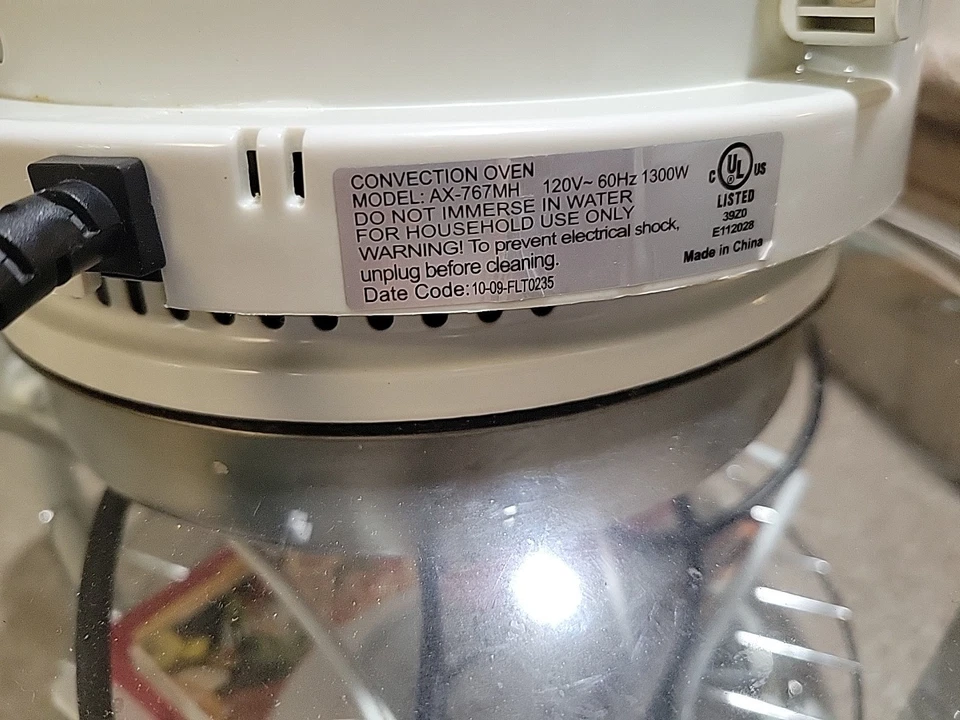 CONVECTION OVEN
MODEL: AX-767MH 120V~ 60Hz 1300W
DO NOT IMMERSE IN WATER
FOR HOUSEHOLD USE ONLY
WARNING! To prevent electrical shock,
unplug before cleaning.
Date Code: 10-09-FLT0235
C UL US
®
LISTED
39Z0
E112028
Made in China